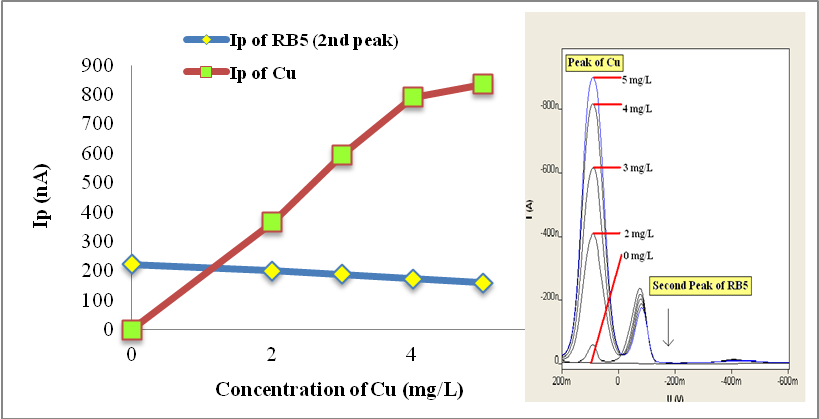 Ip of RB5 (2nd peak)
Ip of Cu
900
800
700
600
500
400
300
200
100
0
0
2
4
Ip (nA)
Concentration of Cu (mg/L)
Peak of Cu
5 mg/L
4 mg/L
3 mg/L
2 mg/L
0 mg/L
Second Peak of RB5
-800n
-600n
-400n
-200n
0
200m
0
-200m
-400m
-600m